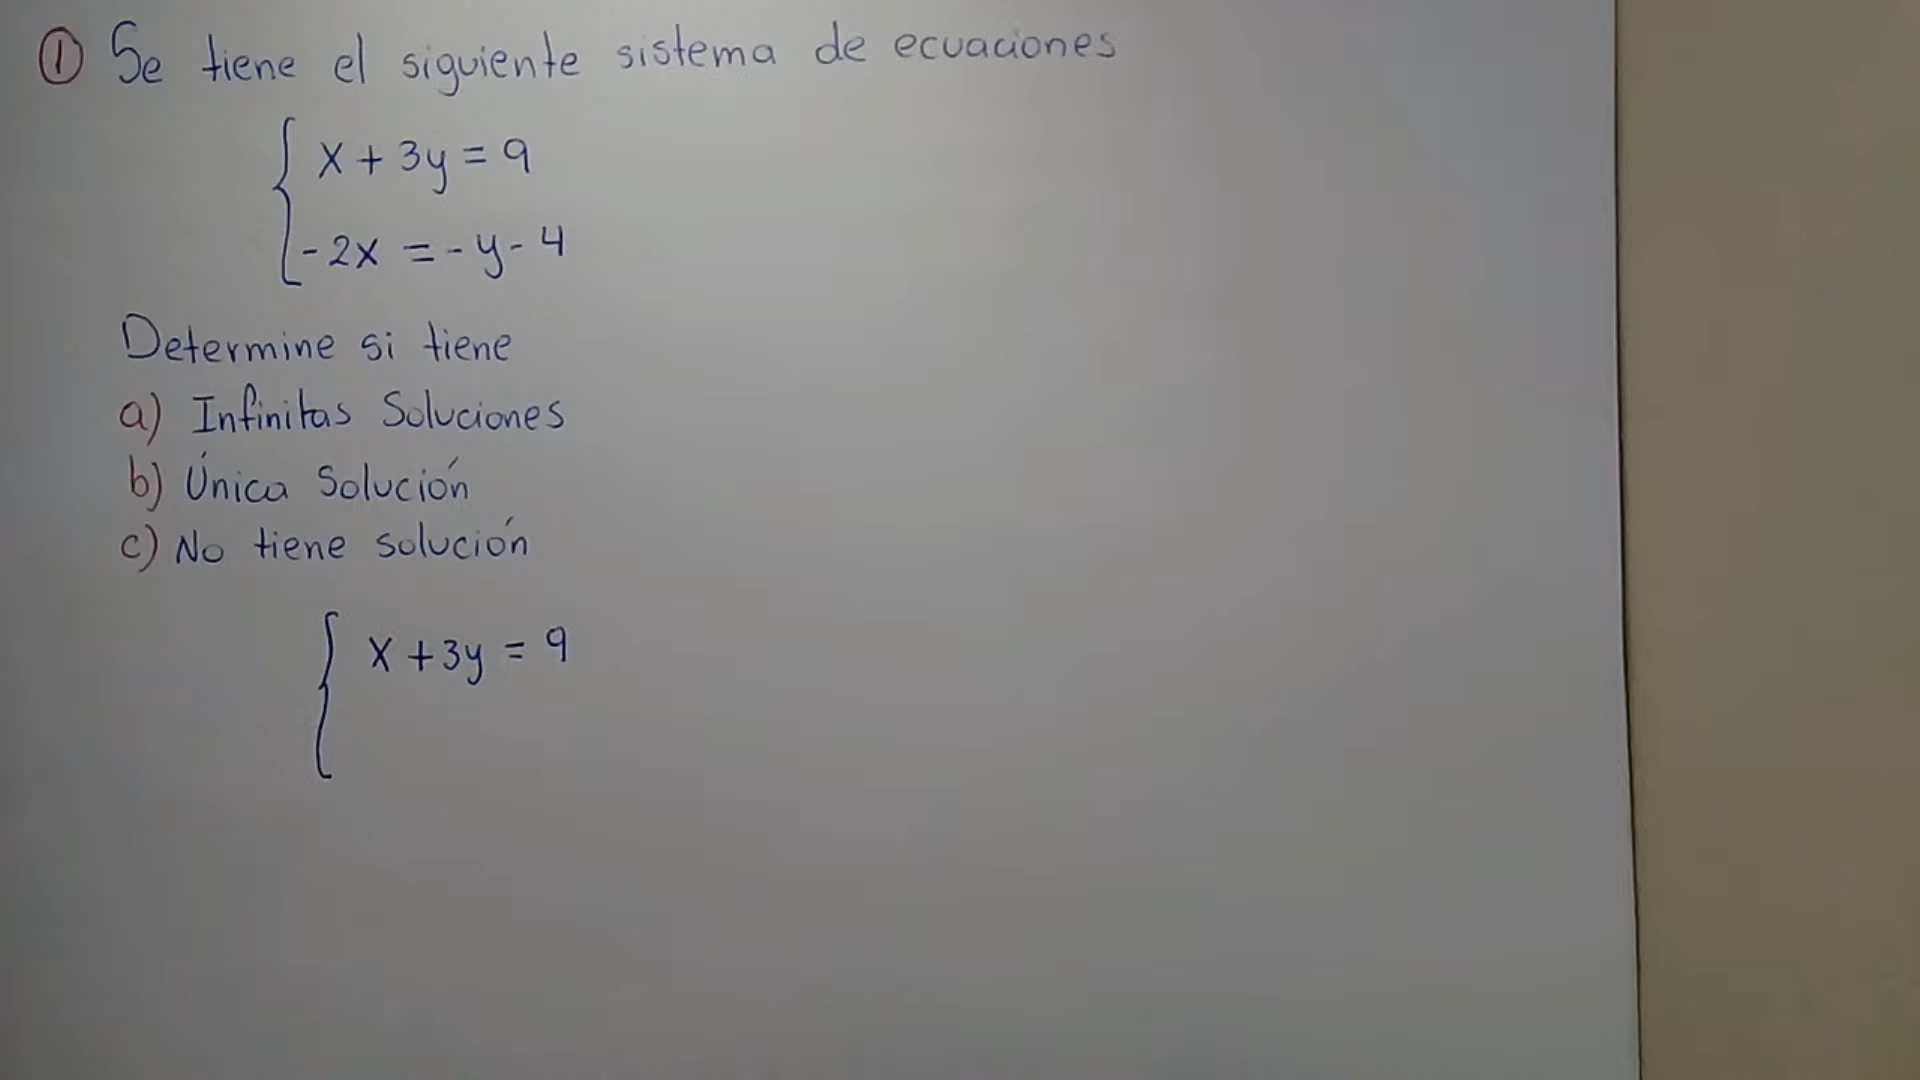 ① Se tiene el siguiente sistema de ecuaciones
x + 3y = 9
-2x = -y - 4
Determine si tiene
a) Infinitas Soluciones
b) Única Solución
c) No tiene solución
x + 3y = 9